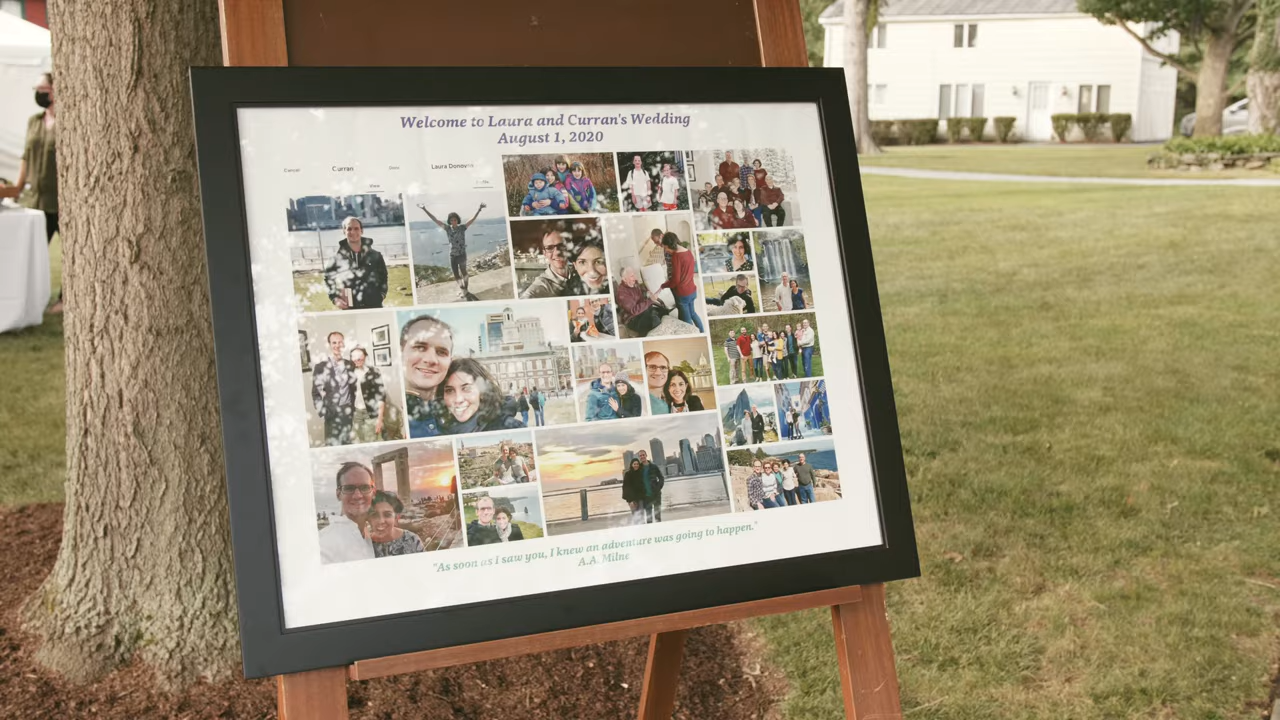 Welcome to Laura and Curran's Wedding
August 1, 2020
Curran
Laura Donovan
"As soon as i saw you, I knew an adventure was going to happen."
A.A. Milne